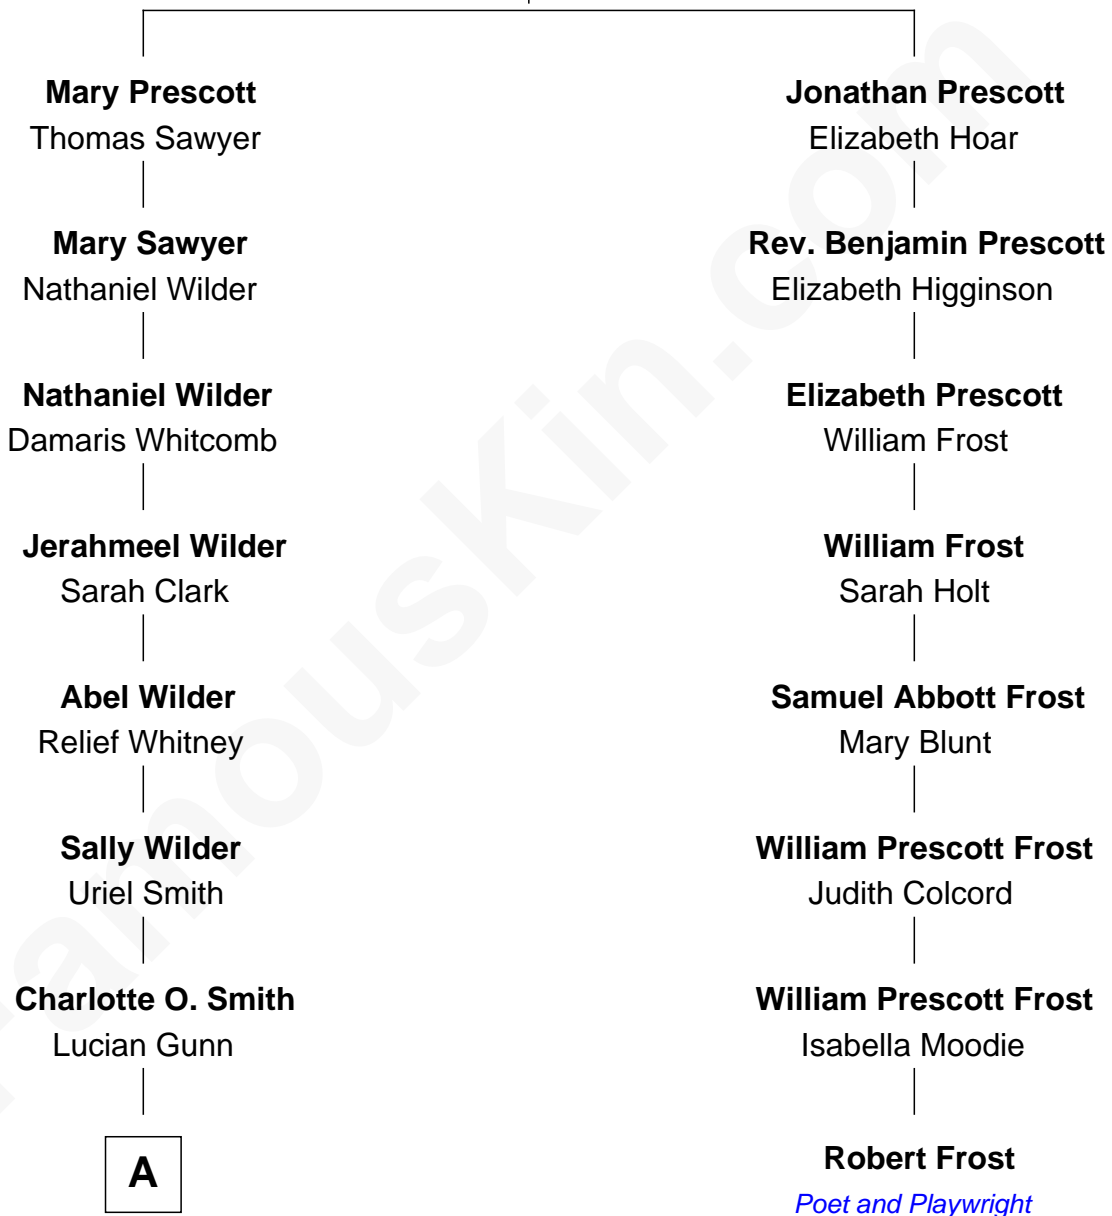 Mary Prescott
Thomas Sawyer
Mary Sawyer
Nathaniel Wilder
Nathaniel Wilder
Damaris Whitcomb
Jerahmeel Wilder
Sarah Clark
Abel Wilder
Relief Whitney
Sally Wilder
Uriel Smith
Charlotte O. Smith
Lucian Gunn
A
Jonathan Prescott
Elizabeth Hoar
Rev. Benjamin Prescott
Elizabeth Higginson
Elizabeth Prescott
William Frost
William Frost
Sarah Holt
Samuel Abbott Frost
Mary Blunt
William Prescott Frost
Judith Colcord
William Prescott Frost
Isabella Moodie
Robert Frost
Poet and Playwright
FamousKin.com